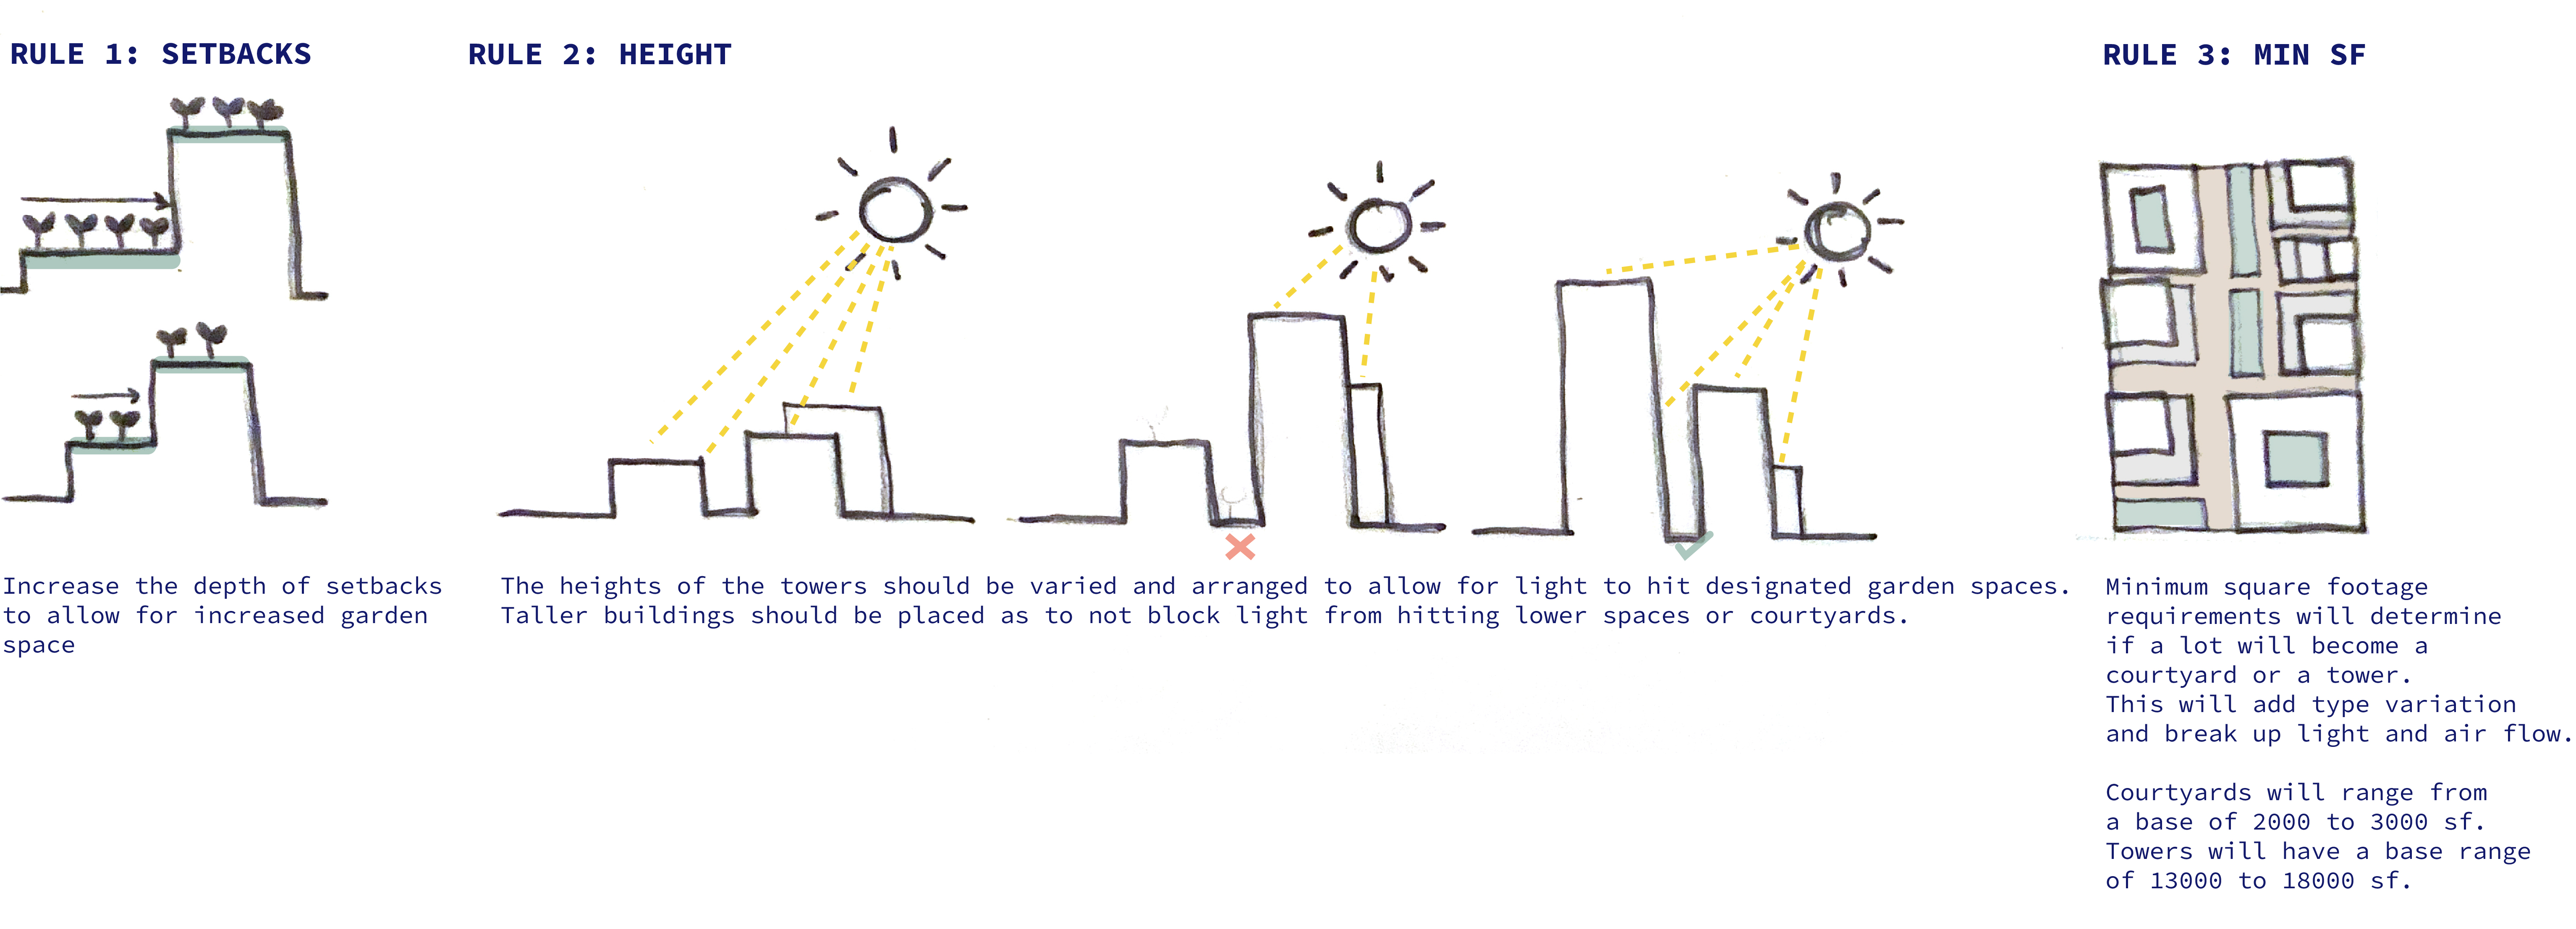 RULE 1: SETBACKS
Increase the depth of setbacks
to allow for increased garden
space
RULE 2: HEIGHT
The heights of the towers should be varied and arranged to allow for light to hit designated garden spaces.
Taller buildings should be placed as to not block light from hitting lower spaces or courtyards.
RULE 3: MIN SF
Minimum square footage
requirements will determine
if a lot will become a
courtyard or a tower.
This will add type variation
and break up light and air flow.
Courtyards will range from
a base of 2000 to 3000 sf.
Towers will have a base range
of 13000 to 18000 sf.